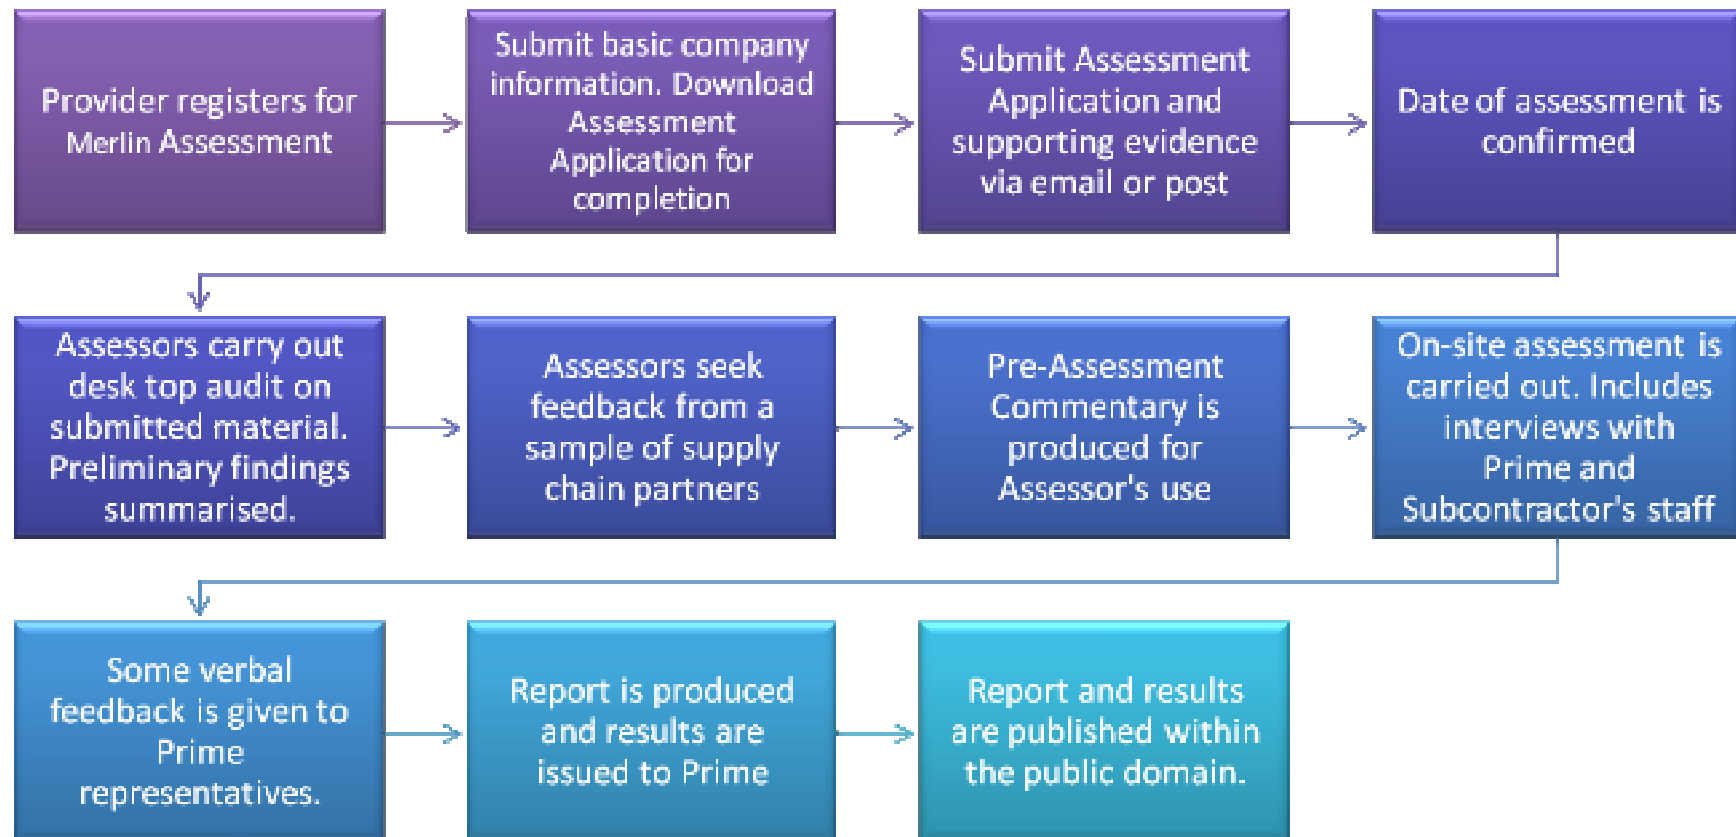 Provider registers for
Merlin Assessment
Submit basic company
information. Download
Assessment
Application for
completion
Submit Assessment
Application and
supporting evidence
via email or post
Date of assessment is
confirmed
Assessors carry out
desk top audit on
submitted material.
Preliminary findings
summarised.
Assessors seek
feedback from a
sample of supply
chain partners
Pre-Assessment
Commentary is
produced for
Assessor's use
On-site assessment is
carried out. Includes
interviews with
Prime and
Subcontractor's staff
Some verbal
feedback is given to
Prime
representatives.
Report is produced
and results are
issued to Prime
Report and results
are published within
the public domain.